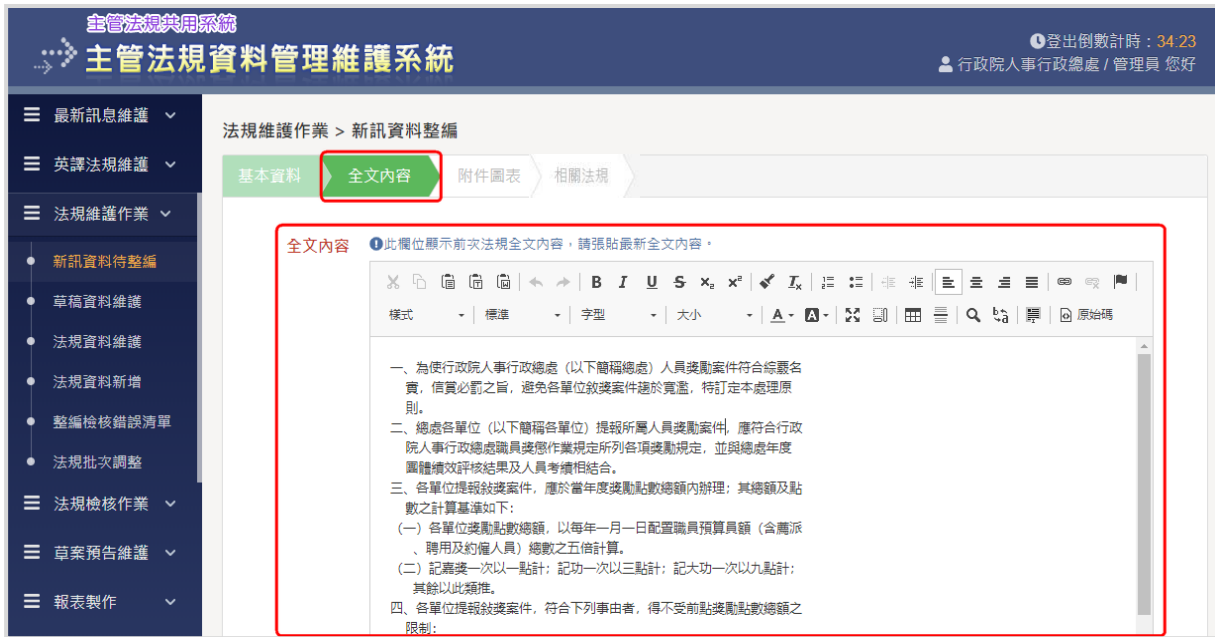 主管法規共用系統
主管法規資料管理維護系統
登出倒數計時：34:23
行政院人事行政總處 / 管理員 您好
最新訊息維護
英譯法規維護
法規維護作業
新訊資料待整編
草稿資料維護
法規資料維護
法規資料新增
整編檢核錯誤清單
法規批次調整
法規檢核作業
草案預告維護
報表製作
法規維護作業 > 新訊資料整編
基本資料 全文內容 附件圖表 相關法規
全文內容 此欄位顯示前次法規全文內容，請張貼最新全文內容。
B I U S x₂ x² Iₓ
樣式 標準 字型 大小 A A 原始碼
一、為使行政院人事行政總處（以下簡稱總處）人員獎勵案件符合綜覈名
實，信賞必罰之旨，避免各單位敘獎案件趨於寬濫，特訂定本處理原
則。
二、總處各單位（以下簡稱各單位）提報所屬人員獎勵案件，應符合行政
院人事行政總處職員獎懲作業規定所列各項獎勵規定，並與總處年度
團體績效評核結果及人員考績相結合。
三、各單位提報敘獎案件，應於當年度獎勵點數總額內辦理；其總額及點
數之計算基準如下：
（一）各單位獎勵點數總額，以每年一月一日配置職員預算員額（含薦派
、聘用及約僱人員）總數之五倍計算。
（二）記嘉獎一次以一點計；記功一次以三點計；記大功一次以九點計；
其餘以此類推。
四、各單位提報敘獎案件，符合下列事由者，得不受前點獎勵點數總額之
限制：